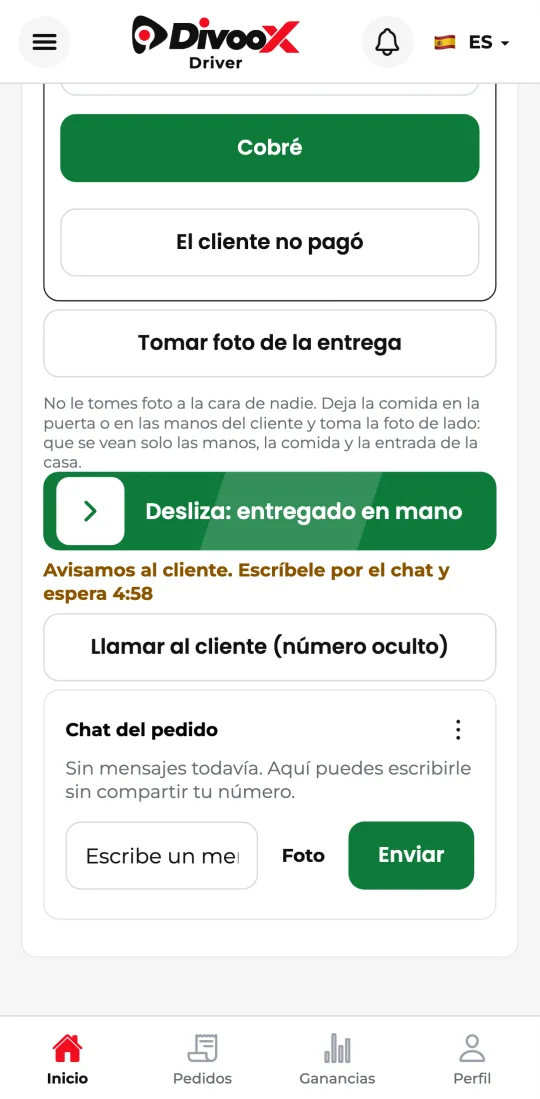 DivooX
Driver
ES
Cobré
El cliente no pagó
Tomar foto de la entrega
No le tomes foto a la cara de nadie. Deja la comida en la
puerta o en las manos del cliente y toma la foto de lado:
que se vean solo las manos, la comida y la entrada de la
casa.
Desliza: entregado en mano
Avisamos al cliente. Escríbele por el chat y
espera 4:58
Llamar al cliente (número oculto)
Chat del pedido
Sin mensajes todavía. Aquí puedes escribirle
sin compartir tu número.
Escribe un me
Foto
Enviar
Inicio
Pedidos
Ganancias
Perfil